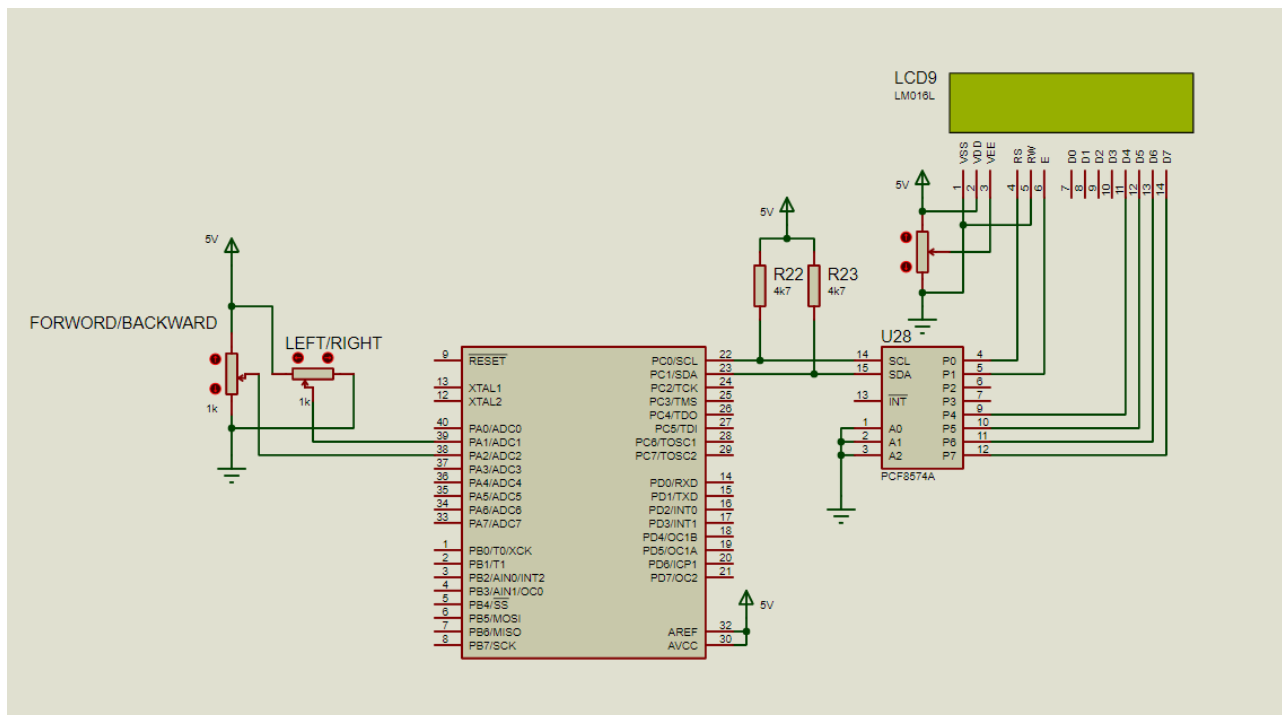 LCD9
LM016L
VSS
VDD
VEE
RS
RW
E
D0
D1
D2
D3
D4
D5
D6
D7
1
2
3
4
5
6
7
8
9
10
11
12
13
14
5V
5V
R22
4k7
R23
4k7
5V
FORWORD/BACKWARD
1k
LEFT/RIGHT
1k
9 RESET
13 XTAL1
12 XTAL2
40 PA0/ADC0
39 PA1/ADC1
38 PA2/ADC2
37 PA3/ADC3
36 PA4/ADC4
35 PA5/ADC5
34 PA6/ADC6
33 PA7/ADC7
1 PB0/T0/XCK
2 PB1/T1
3 PB2/AIN0/INT2
4 PB3/AIN1/OC0
5 PB4/SS
6 PB5/MOSI
7 PB6/MISO
8 PB7/SCK
PC0/SCL 22
PC1/SDA 23
PC2/TCK 24
PC3/TMS 25
PC4/TDO 26
PC5/TDI 27
PC6/TOSC1 28
PC7/TOSC2 29
PD0/RXD 14
PD1/TXD 15
PD2/INT0 16
PD3/INT1 17
PD4/OC1B 18
PD5/OC1A 19
PD6/ICP1 20
PD7/OC2 21
AREF 32
AVCC 30
5V
U28
14 SCL P0 4
15 SDA P1 5
P2 6
13 INT P3 7
P4 9
1 A0 P5 10
2 A1 P6 11
3 A2 P7 12
PCF8574A